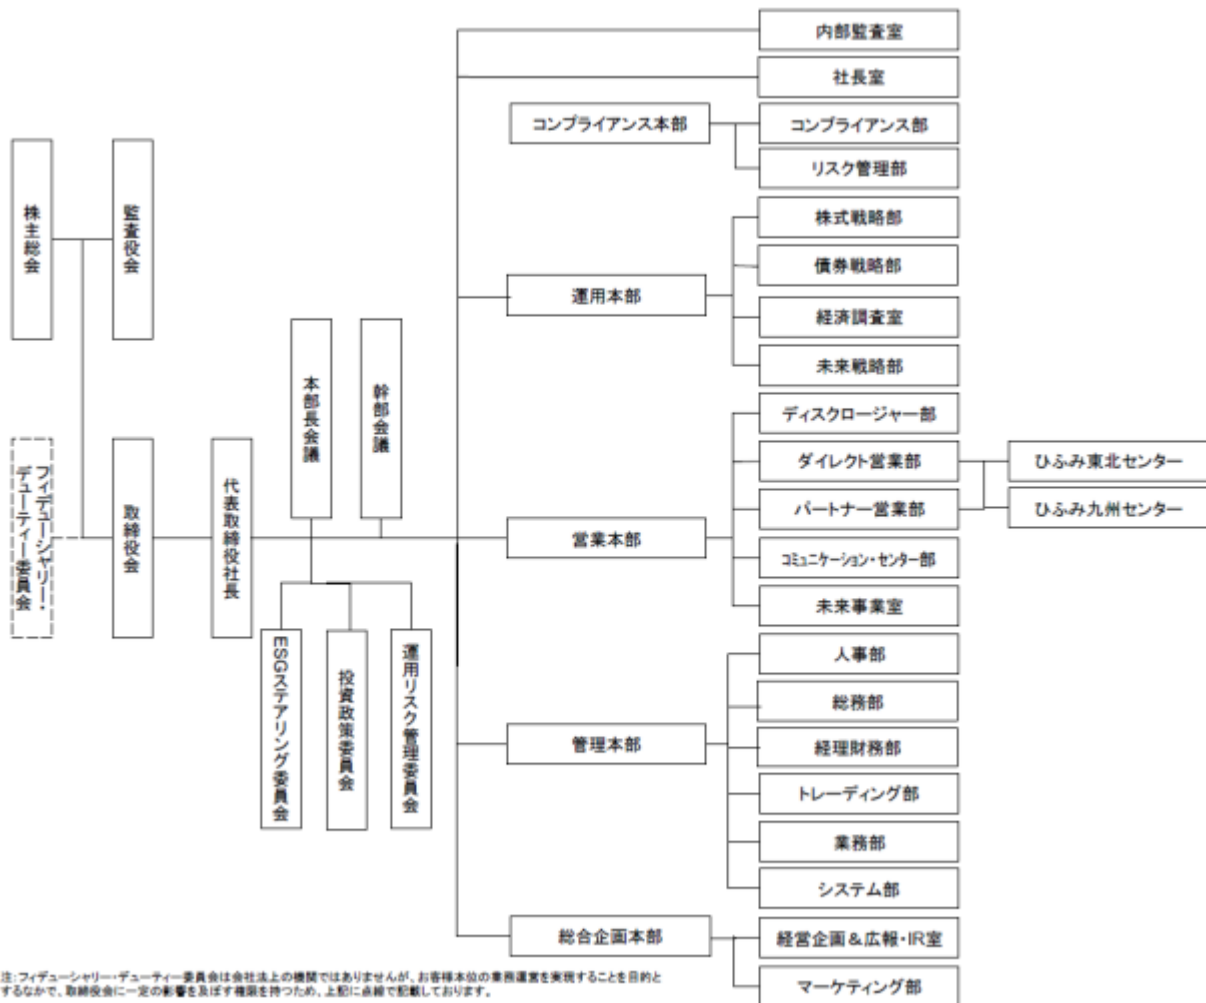 株主総会
監査役会
フィデューシャリー・
デューティー委員会
取締役会
代表取締役社長
本部長会議
幹部会議
ESGステアリング委員会
投資政策委員会
運用リスク管理委員会
内部監査室
社長室
コンプライアンス本部
コンプライアンス部
リスク管理部
運用本部
株式戦略部
債券戦略部
経済調査室
未来戦略部
営業本部
ディスクロージャー部
ダイレクト営業部
パートナー営業部
コミュニケーション・センター部
未来事業室
ひふみ東北センター
ひふみ九州センター
管理本部
人事部
総務部
経理財務部
トレーディング部
業務部
システム部
総合企画本部
経営企画&広報・IR室
マーケティング部
注:フィデューシャリー・デューティー委員会は会社法上の機関ではありませんが、お客様本位の業務運営を実現することを目的と
するなかで、取締役会に一定の影響を及ぼす権限を持つため、上記に点線で記載しております。